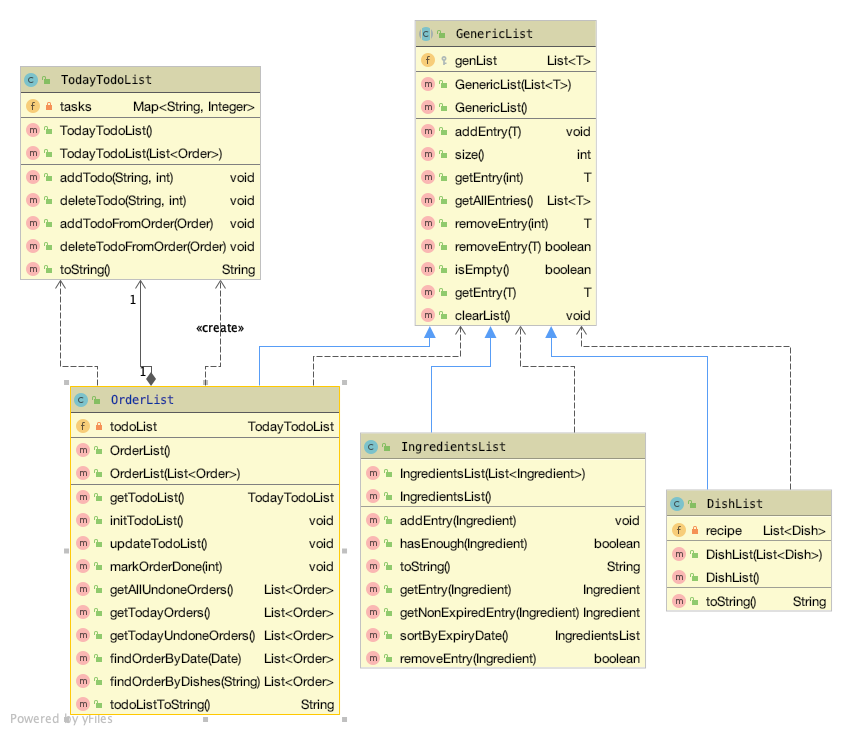 TodayTodoList
tasks Map<String, Integer>
TodayTodoList()
TodayTodoList(List<Order>)
addTodo(String, int) void
deleteTodo(String, int) void
addTodoFromOrder(Order) void
deleteTodoFromOrder(Order) void
toString() String
GenericList
genList List<T>
GenericList(List<T>)
GenericList()
addEntry(T) void
size() int
getEntry(int) T
getAllEntries() List<T>
removeEntry(int) T
removeEntry(T) boolean
isEmpty() boolean
getEntry(T) T
clearList() void
1
«create»
1
OrderList
todoList TodayTodoList
OrderList()
OrderList(List<Order>)
getTodoList() TodayTodoList
initTodoList() void
updateTodoList() void
markOrderDone(int) void
getAllUndoneOrders() List<Order>
getTodayOrders() List<Order>
getTodayUndoneOrders() List<Order>
findOrderByDate(Date) List<Order>
findOrderByDishes(String) List<Order>
todoListToString() String
IngredientsList
IngredientsList(List<Ingredient>)
IngredientsList()
addEntry(Ingredient) void
hasEnough(Ingredient) boolean
toString() String
getEntry(Ingredient) Ingredient
getNonExpiredEntry(Ingredient) Ingredient
sortByExpiryDate() IngredientsList
removeEntry(Ingredient) boolean
DishList
recipe List<Dish>
DishList(List<Dish>)
DishList()
toString() String
Powered by yFiles